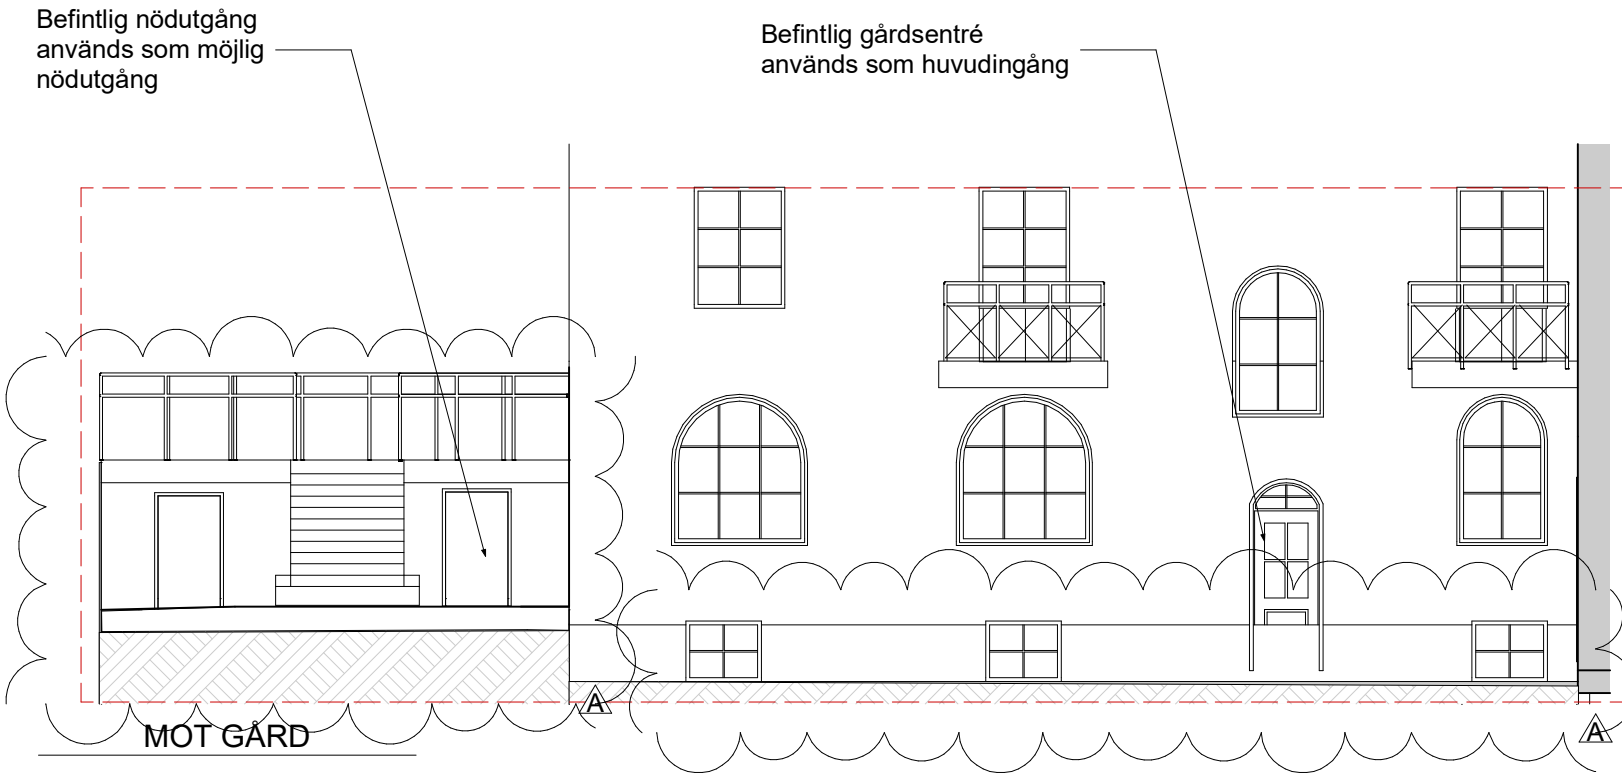 Befintlig nödutgång
används som möjlig
nödutgång
Befintlig gårdsentré
används som huvudingång
A
MOT GÅRD
A